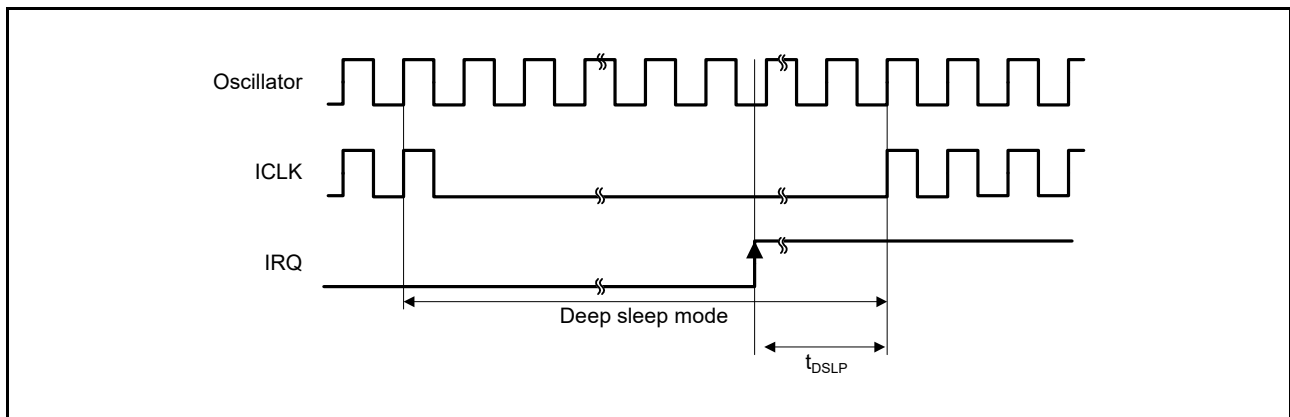 Oscillator
ICLK
IRQ
Deep sleep mode
tDSLP